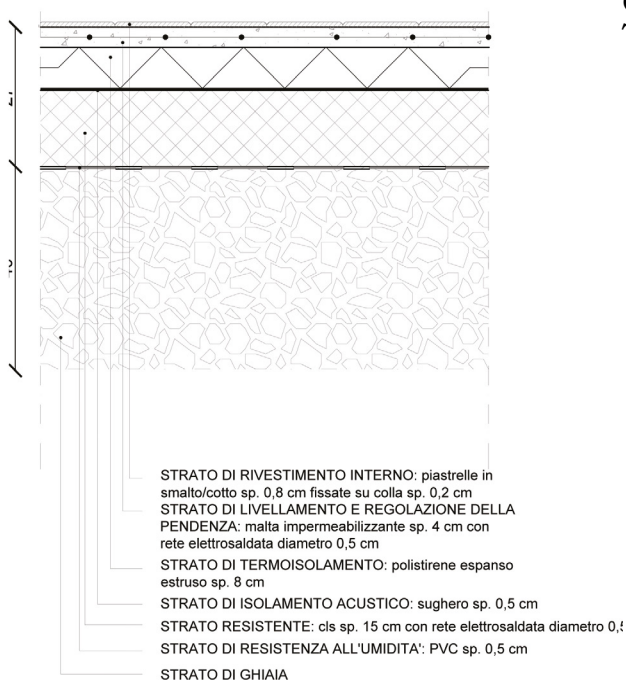 STRATO DI RIVESTIMENTO INTERNO: piastrelle in
smalto/cotto sp. 0,8 cm fissate su colla sp. 0,2 cm
STRATO DI LIVELLAMENTO E REGOLAZIONE DELLA
PENDENZA: malta impermeabilizzante sp. 4 cm con
rete elettrosaldata diametro 0,5 cm
STRATO DI TERMOISOLAMENTO: polistirene espanso
estruso sp. 8 cm
STRATO DI ISOLAMENTO ACUSTICO: sughero sp. 0,5 cm
STRATO RESISTENTE: cls sp. 15 cm con rete elettrosaldata diametro 0,5
STRATO DI RESISTENZA ALL'UMIDITA': PVC sp. 0,5 cm
STRATO DI GHIAIA